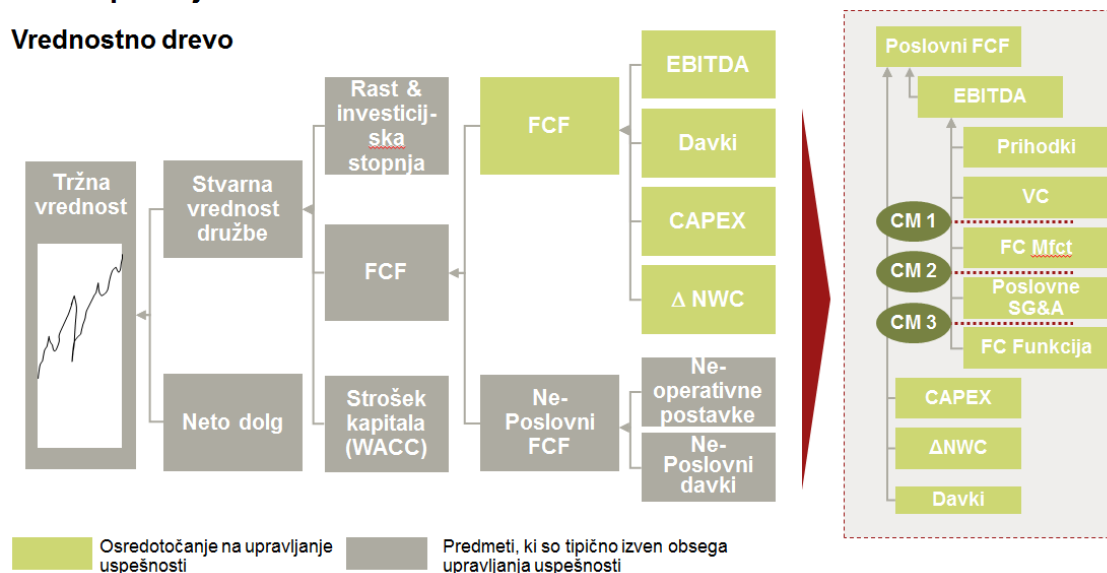 Vrednostno drevo
Tržna
vrednost
Stvarna
vrednost
družbe
Neto dolg
Rast &
investicij-
ska
stopnja
FCF
Strošek
kapitala
(WACC)
FCF
Ne-
Poslovni
FCF
EBITDA
Davki
CAPEX
Δ NWC
Ne-
operativne
postavke
Ne-
Poslovni
davki
Poslovni FCF
EBITDA
Prihodki
VC
CM 1
FC Mfct
CM 2
Poslovne
SG&A
CM 3
FC Funkcija
CAPEX
ΔNWC
Davki
Osredotočanje na upravljanje
uspešnosti
Predmeti, ki so tipično izven obsega
upravljanja uspešnosti